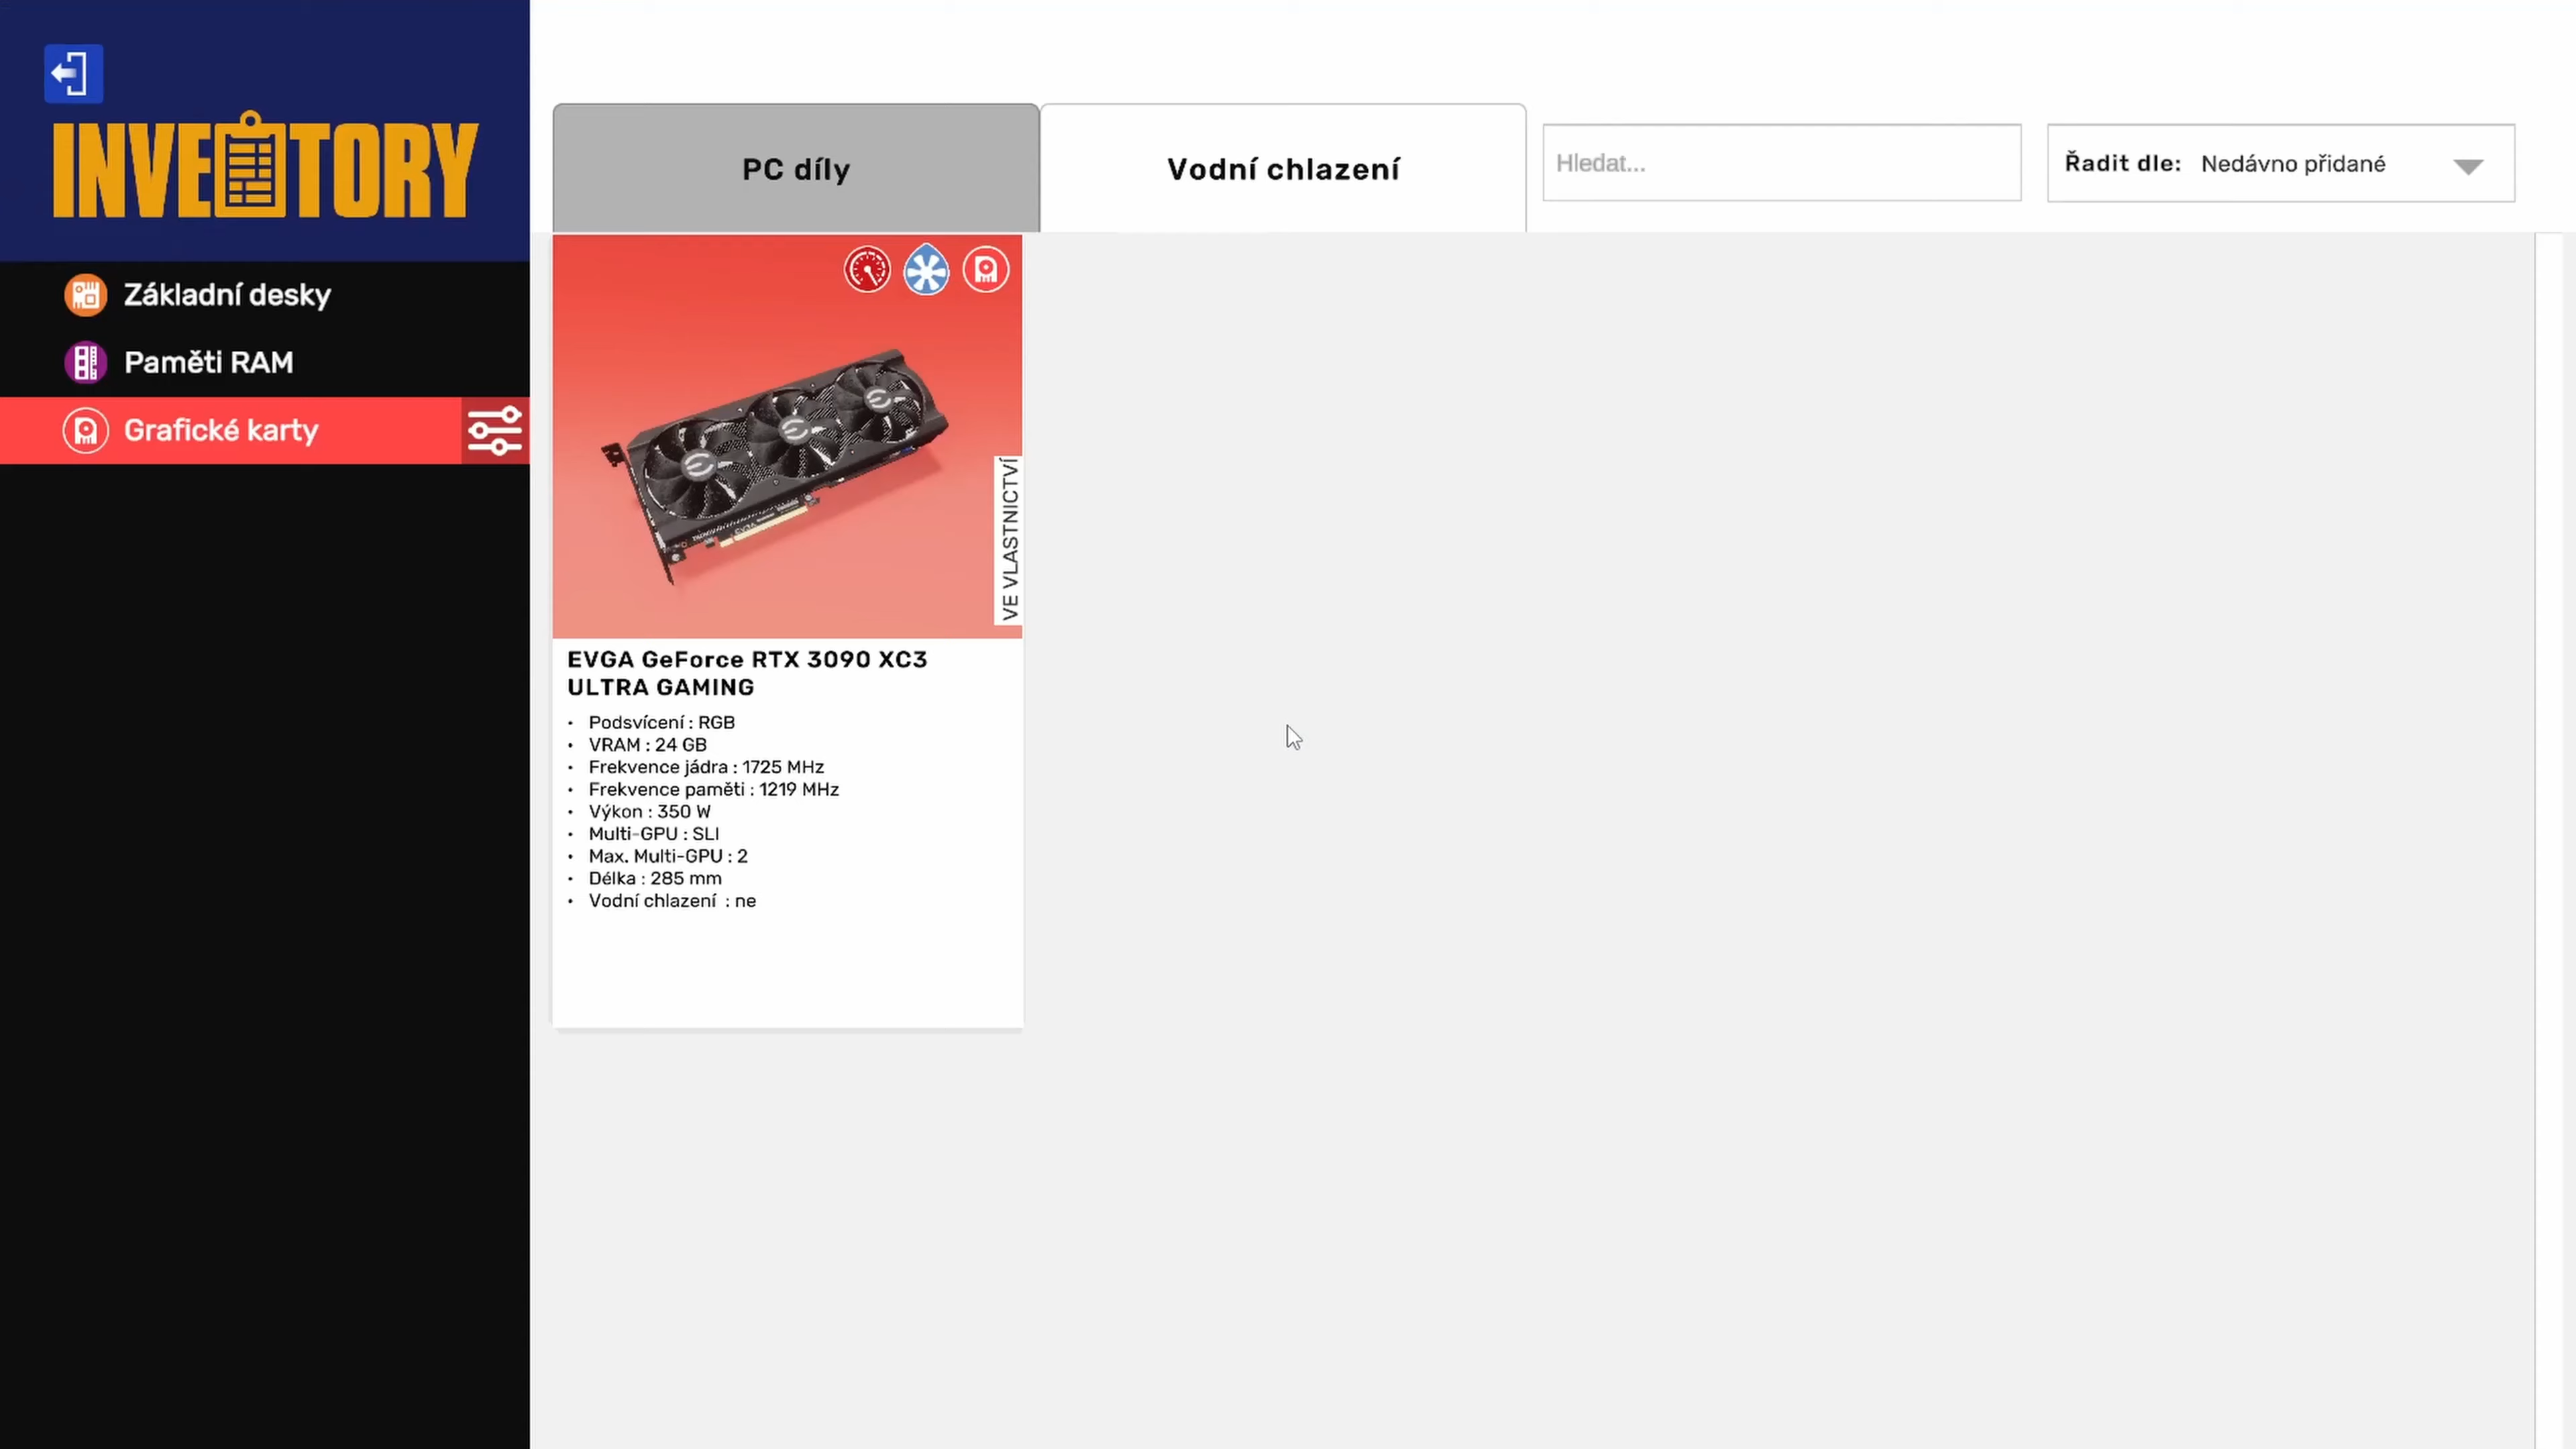 INVENTORY
PC díly
Vodní chlazení
Hledat...
Řadit dle: Nedávno přidané
Základní desky
Paměti RAM
Grafické karty
VE VLASTNICTVÍ
EVGA GeForce RTX 3090 XC3
ULTRA GAMING
• Podsvícení : RGB
• VRAM : 24 GB
• Frekvence jádra : 1725 MHz
• Frekvence paměti : 1219 MHz
• Výkon : 350 W
• Multi-GPU : SLI
• Max. Multi-GPU : 2
• Délka : 285 mm
• Vodní chlazení : ne